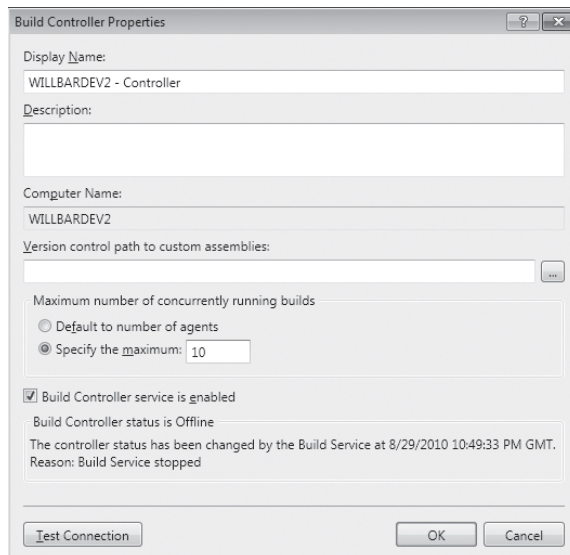 Build Controller Properties
?
Display Name:
WILLBARDEV2 - Controller
Description:
Computer Name:
WILLBARDEV2
Version control path to custom assemblies:
...
Maximum number of concurrently running builds
Default to number of agents
Specify the maximum: 10
Build Controller service is enabled
Build Controller status is Offline
The controller status has been changed by the Build Service at 8/29/2010 10:49:33 PM GMT.
Reason: Build Service stopped
Test Connection OK Cancel